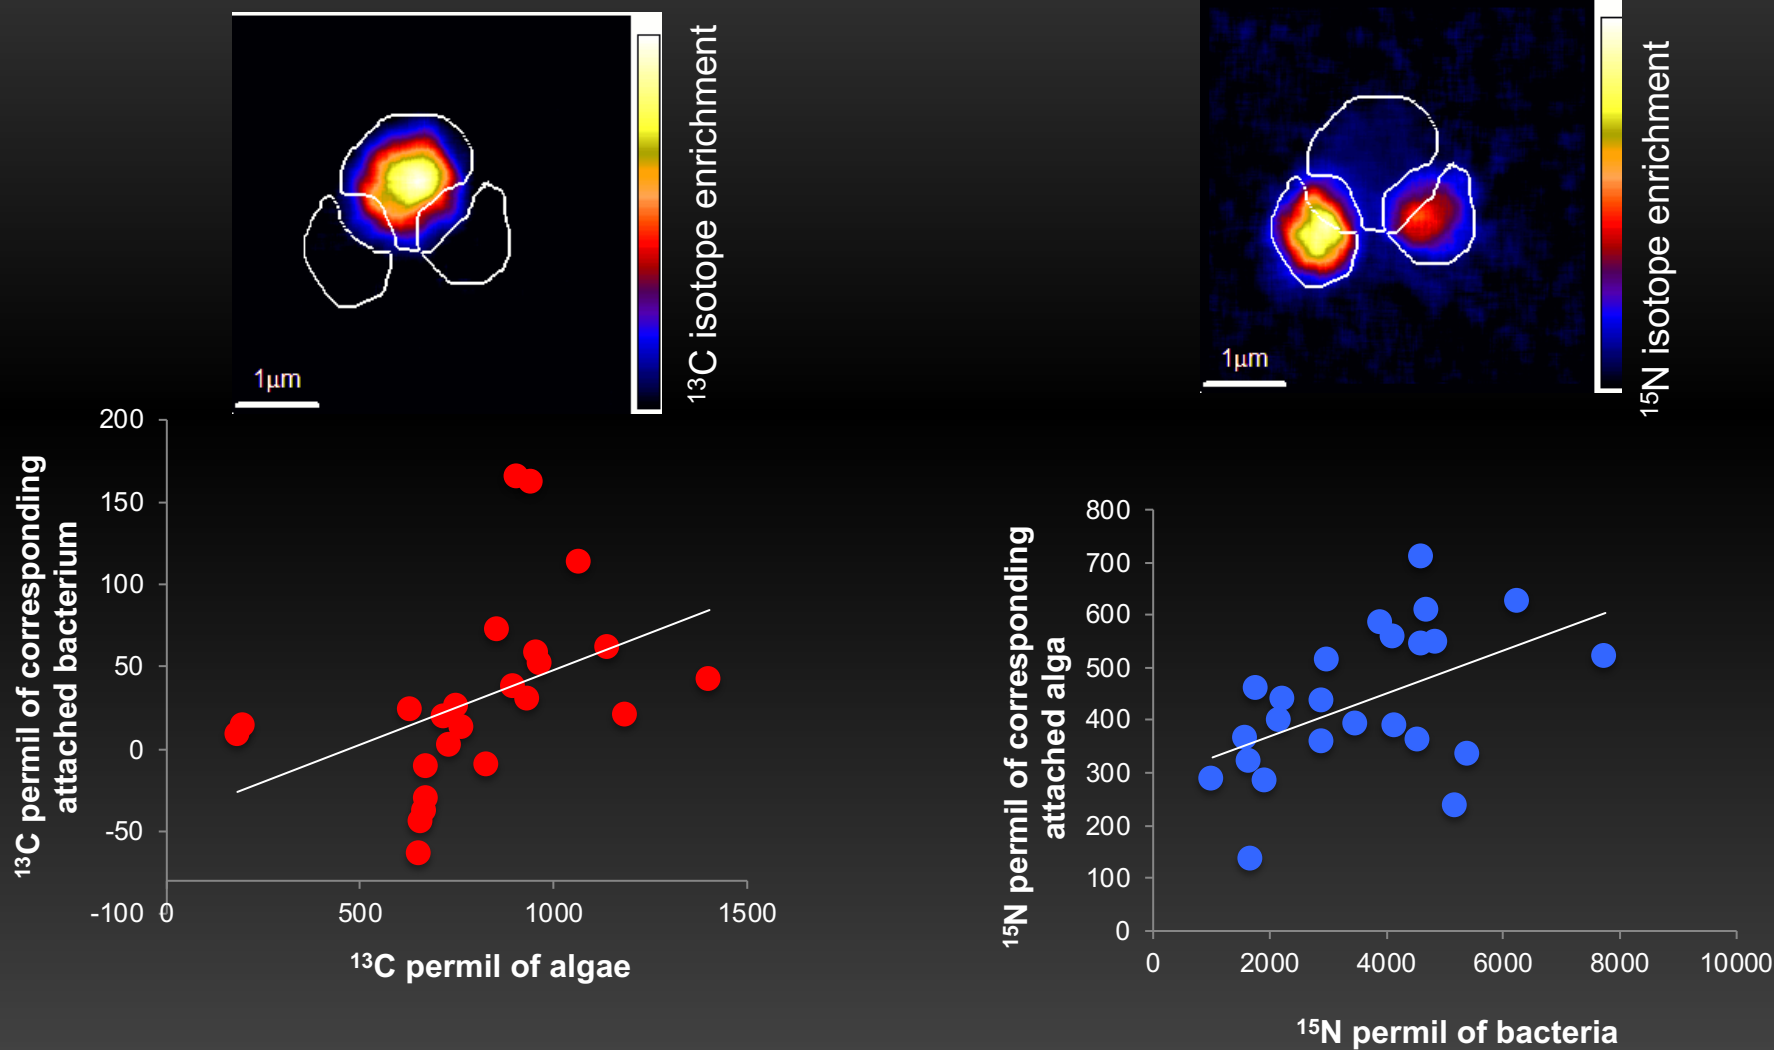 ¹³C isotope enrichment
1µm
¹⁵N isotope enrichment
1µm
200
150
100
50
0
-50
-100
¹³C permil of corresponding
attached bacterium
0
500
1000
1500
¹³C permil of algae
800
700
600
500
400
300
200
100
0
¹⁵N permil of corresponding
attached alga
0
2000
4000
6000
8000
10000
¹⁵N permil of bacteria